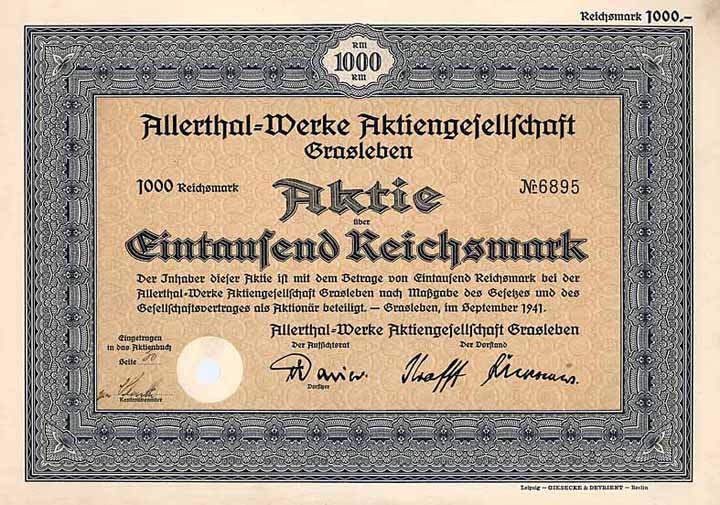 Reichsmark 1000.–
RM
1000
RM
Allerthal-Werke Aktiengesellschaft
Grasleben
1000 Reichsmark
Aktie
№ 6895
über
Eintausend Reichsmark
Der Inhaber dieser Aktie ist mit dem Betrage von Eintausend Reichsmark bei der
Allerthal-Werke Aktiengesellschaft Grasleben nach Maßgabe des Gesetzes und des
Gesellschaftsvertrages als Aktionär beteiligt. — Grasleben, im September 1941.
Allerthal-Werke Aktiengesellschaft Grasleben
Der Aufsichtsrat
Der Vorstand
Eingetragen
in das Aktienbuch
Seite
Vorsitzer
Krafft
Kontrollbeamter
Leipzig — GIESECKE & DEVRIENT — Berlin